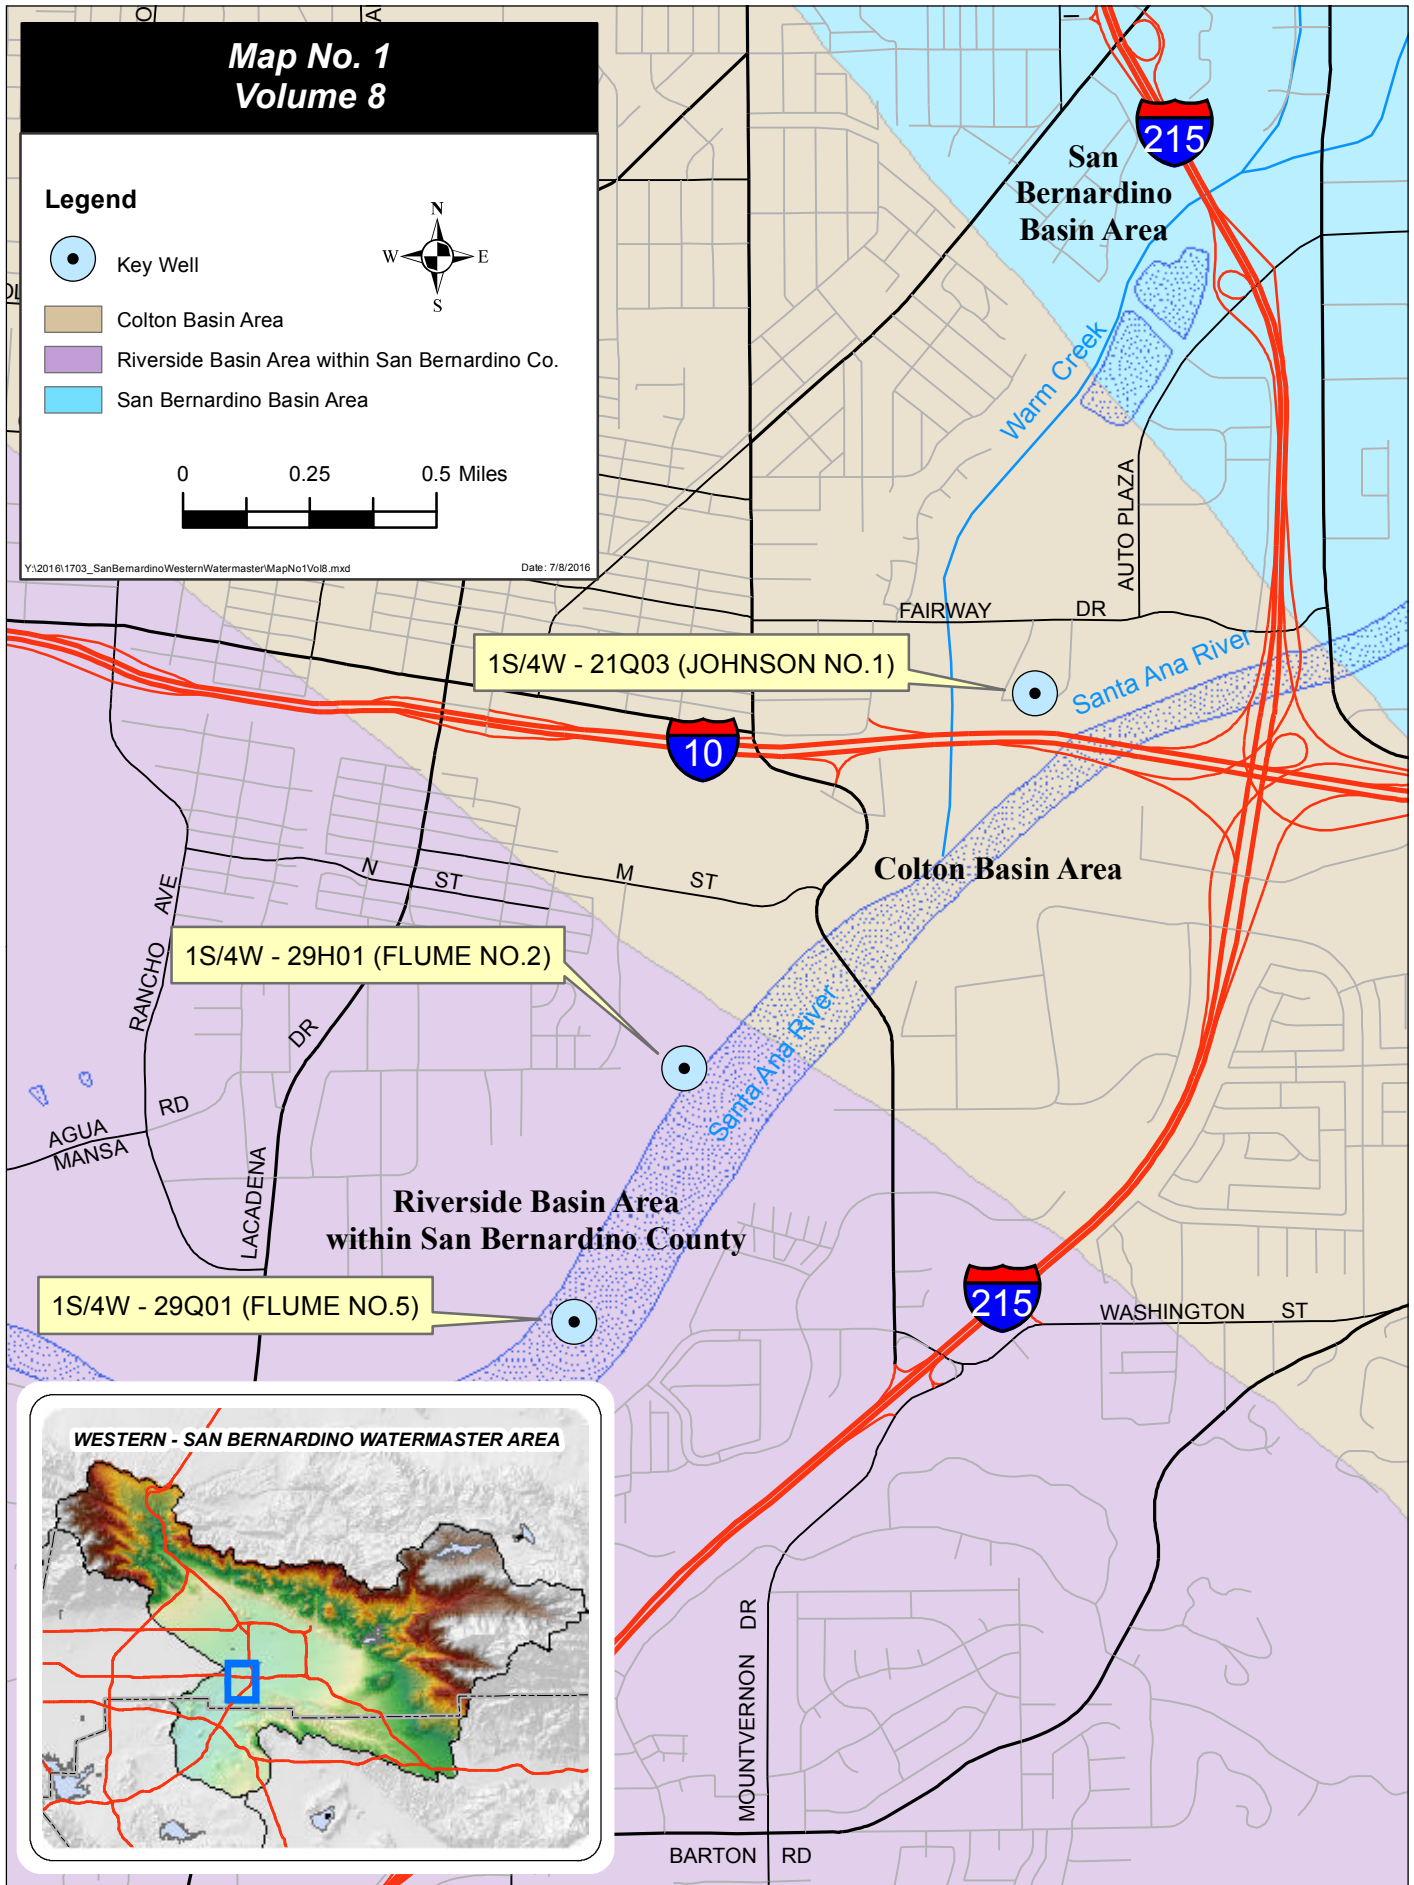 Map No. 1
Volume 8
Legend
Key Well
Colton Basin Area
Riverside Basin Area within San Bernardino Co.
San Bernardino Basin Area
N
W
E
S
0 0.25 0.5 Miles
Y:\2016\1703_SanBernardinoWesternWatermaster\MapNo1Vol8.mxd
Date: 7/8/2016
215
San
Bernardino
Basin Area
Warm Creek
AUTO PLAZA
FAIRWAY DR
1S/4W - 21Q03 (JOHNSON NO.1)
Santa Ana River
10
N ST
M ST
Colton Basin Area
RANCHO AVE
1S/4W - 29H01 (FLUME NO.2)
Santa Ana River
LACADENA DR
AGUA
MANSA
RD
Riverside Basin Area
within San Bernardino County
1S/4W - 29Q01 (FLUME NO.5)
215
WASHINGTON ST
WESTERN - SAN BERNARDINO WATERMASTER AREA
MOUNTVERNON DR
BARTON RD